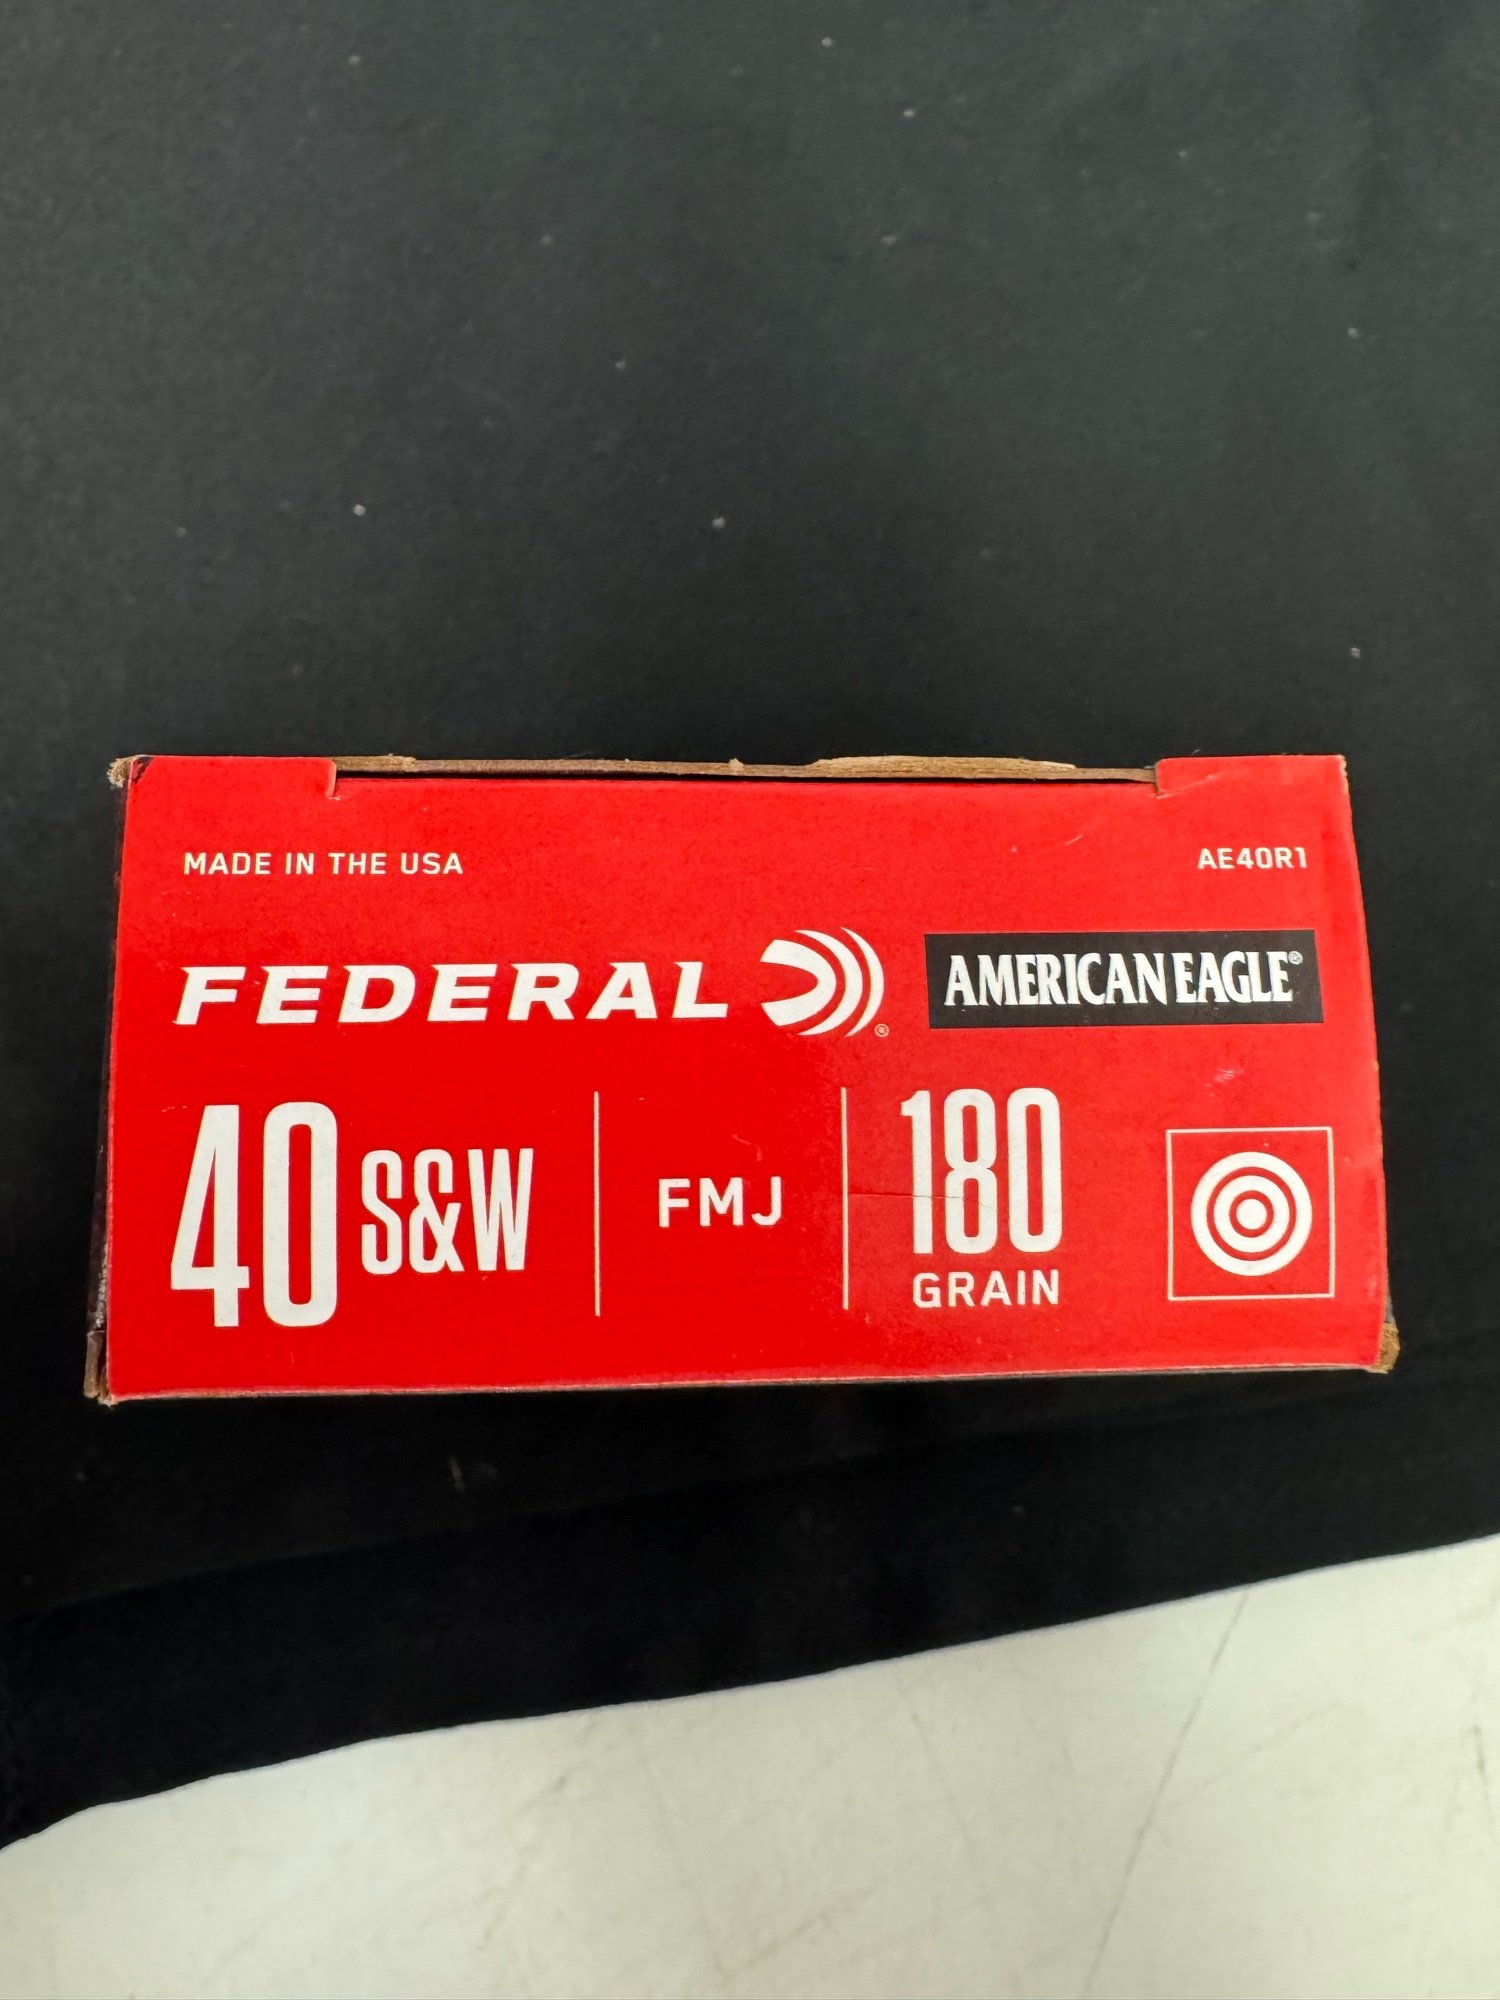 MADE IN THE USA
AE40R1
FEDERAL ®
AMERICAN EAGLE®
40 S&W
FMJ
180
GRAIN